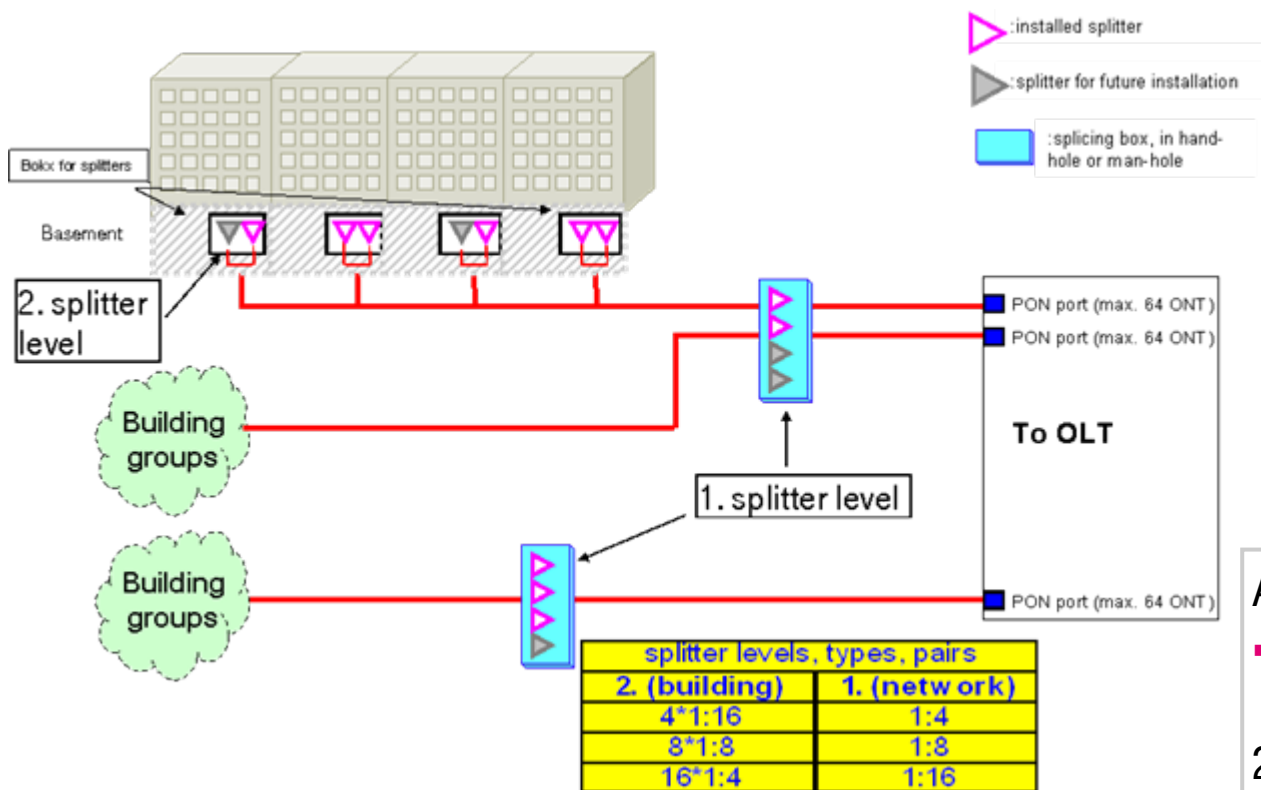 :installed splitter
:splitter for future installation
:splicing box, in hand-
hole or man-hole
Bokx for splitters
Basement
2. splitter
level
PON port (max. 64 ONT)
PON port (max. 64 ONT)
Building
groups
To OLT
1. splitter level
Building
groups
PON port (max. 64 ONT)
splitter levels, types, pairs
2. (building) 1. (network)
4*1:16 1:4
8*1:8 1:8
16*1:4 1:16
A
2